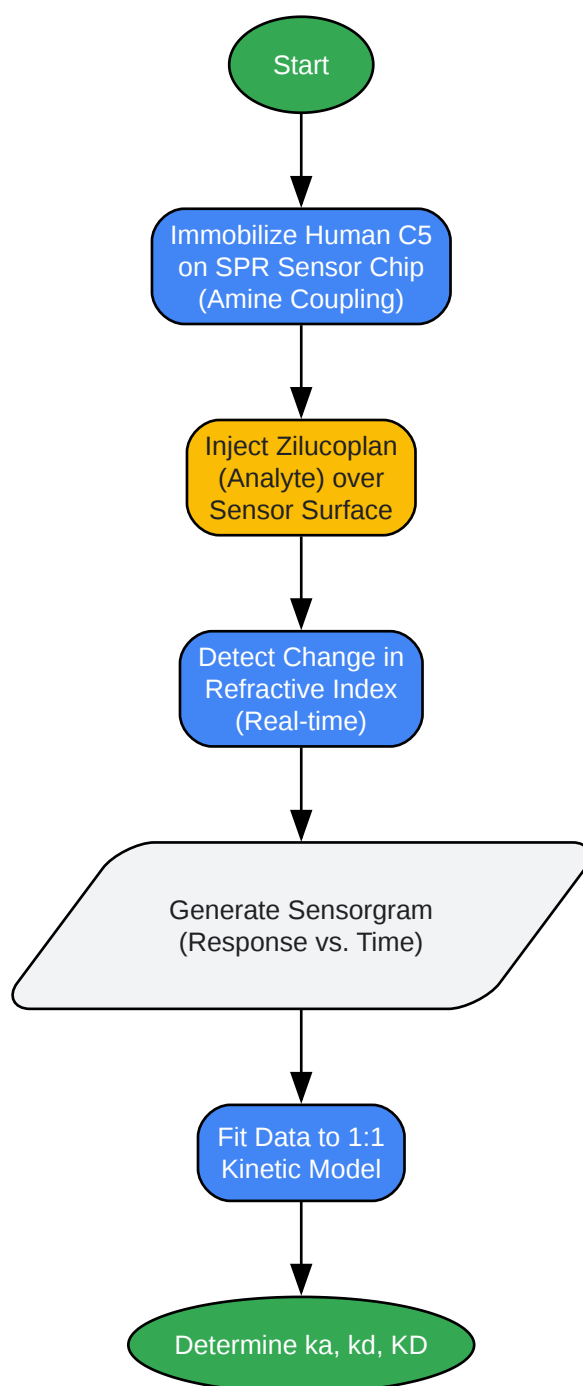 Start
Immobilize Human C5
on SPR Sensor Chip
(Amine Coupling)
Inject Zilucoplan
(Analyte) over
Sensor Surface
Detect Change in
Refractive Index
(Real-time)
Generate Sensorgram
(Response vs. Time)
Fit Data to 1:1
Kinetic Model
Determine ka, kd, KD